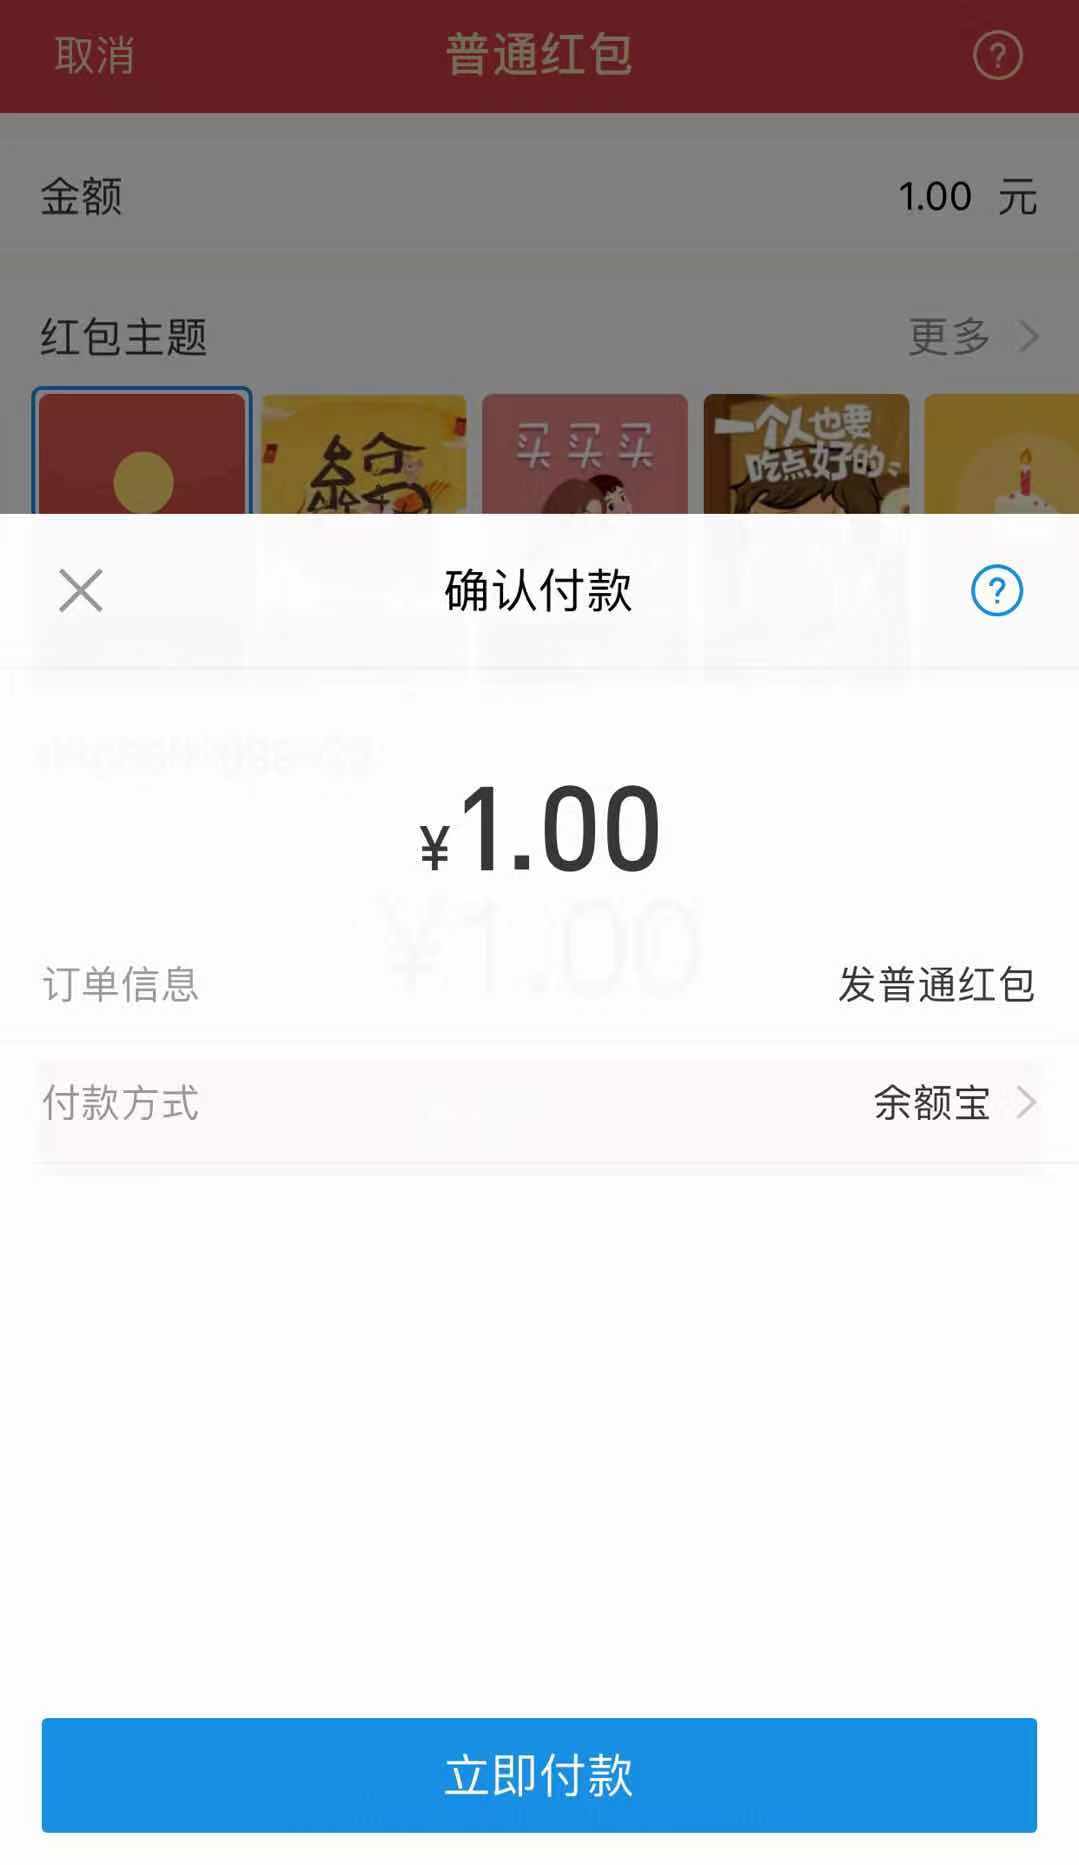 取消
普通红包
?
金额
1.00 元
红包主题
更多
給
买买买
一个人也要
吃点好的
确认付款
?
¥1.00
订单信息
发普通红包
付款方式
余额宝
立即付款